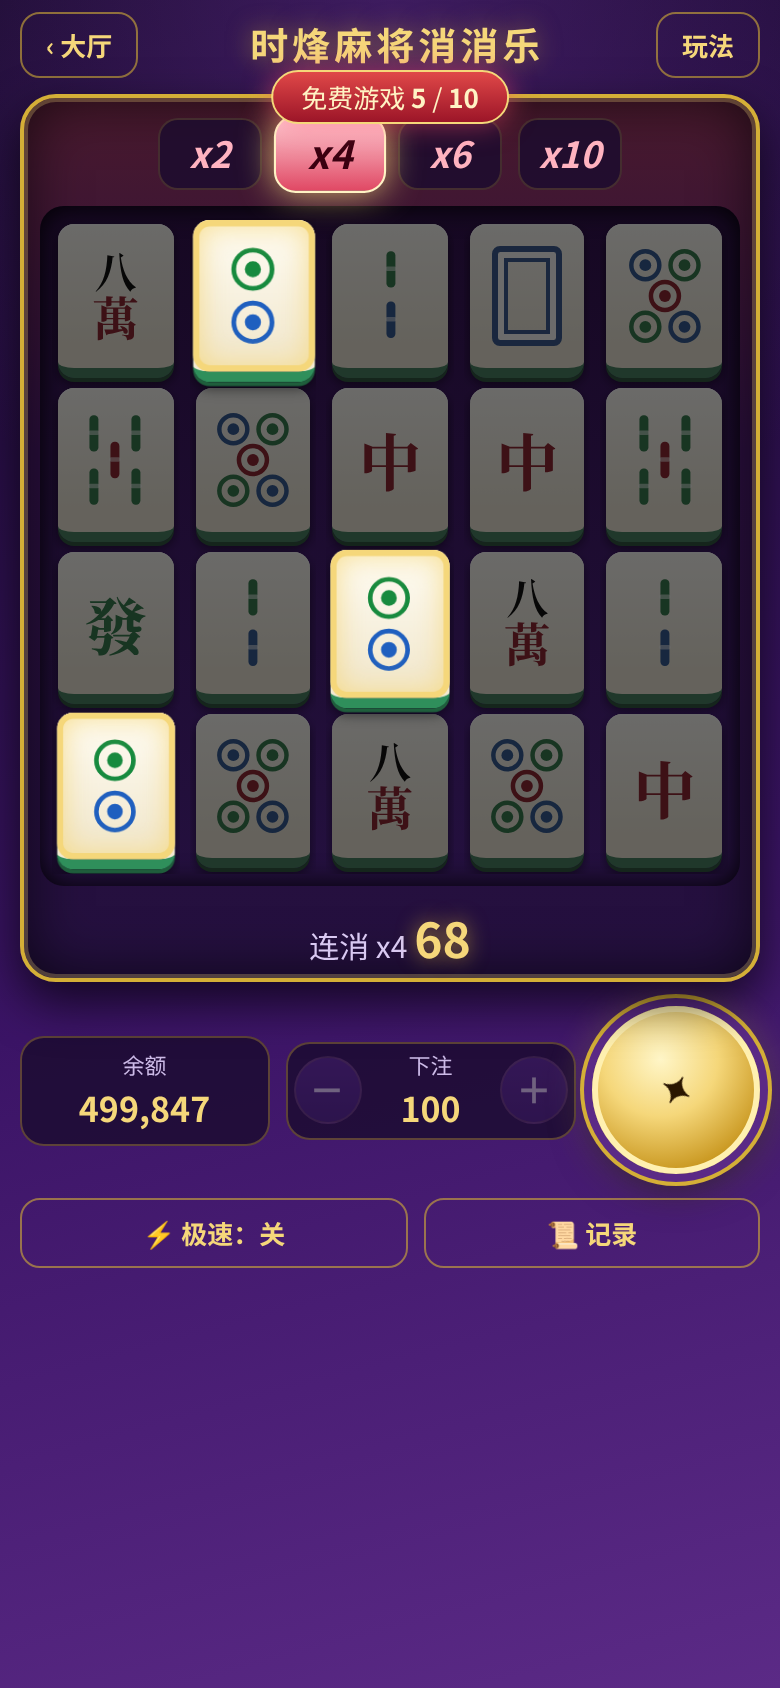 ‹ 大厅
时烽麻将消消乐
玩法
免费游戏 5 / 10
x2 x4 x6 x10
八萬
中 中
發 八萬
八萬 中
连消 x4 68
余额
499,847
下注
− 100 +
⚡ 极速：关
📜 记录